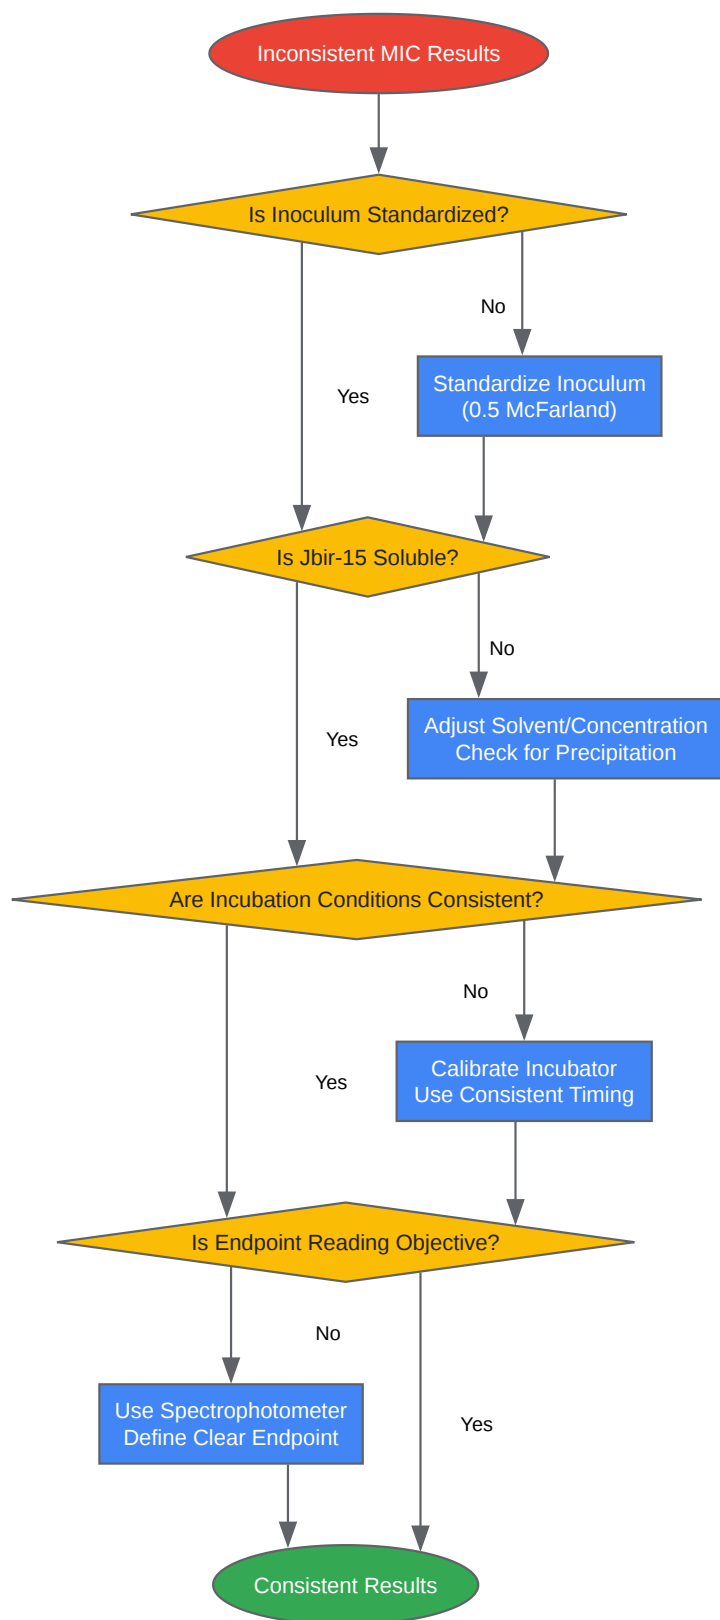 Inconsistent MIC Results
Is Inoculum Standardized?
No
Standardize Inoculum
(0.5 McFarland)
Yes
Is Jbir-15 Soluble?
No
Adjust Solvent/Concentration
Check for Precipitation
Yes
Are Incubation Conditions Consistent?
No
Calibrate Incubator
Use Consistent Timing
Yes
Is Endpoint Reading Objective?
No
Use Spectrophotometer
Define Clear Endpoint
Yes
Consistent Results